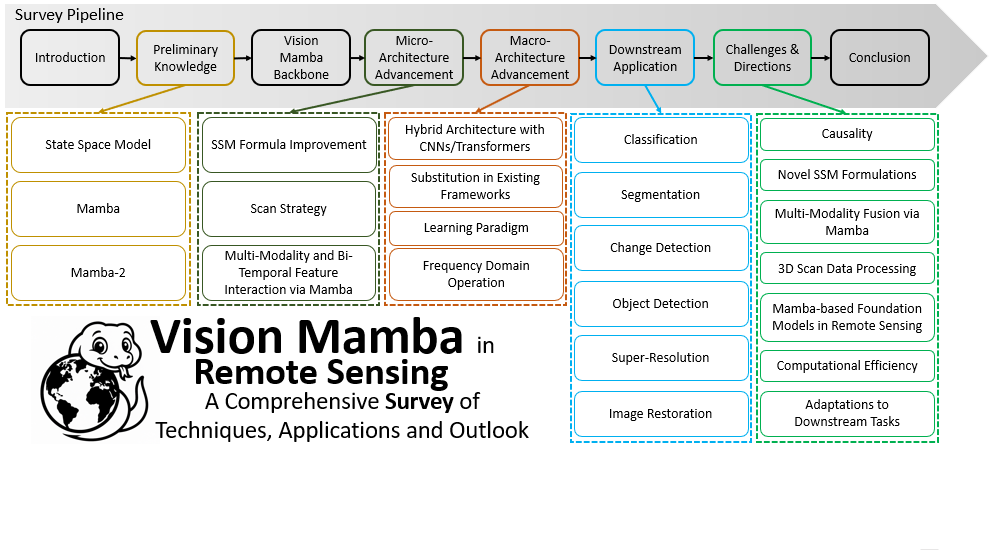 Survey Pipeline
Introduction
Preliminary
Knowledge
Vision
Mamba
Backbone
Micro-
Architecture
Advancement
Macro-
Architecture
Advancement
Downstream
Application
Challenges &
Directions
Conclusion
State Space Model
Mamba
Mamba-2
SSM Formula Improvement
Scan Strategy
Multi-Modality and Bi-
Temporal Feature
Interaction via Mamba
Hybrid Architecture with
CNNs/Transformers
Substitution in Existing
Frameworks
Learning Paradigm
Frequency Domain
Operation
Classification
Segmentation
Change Detection
Object Detection
Super-Resolution
Image Restoration
Causality
Novel SSM Formulations
Multi-Modality Fusion via
Mamba
3D Scan Data Processing
Mamba-based Foundation
Models in Remote Sensing
Computational Efficiency
Adaptations to
Downstream Tasks
Vision Mamba in
Remote Sensing
A Comprehensive Survey of
Techniques, Applications and Outlook